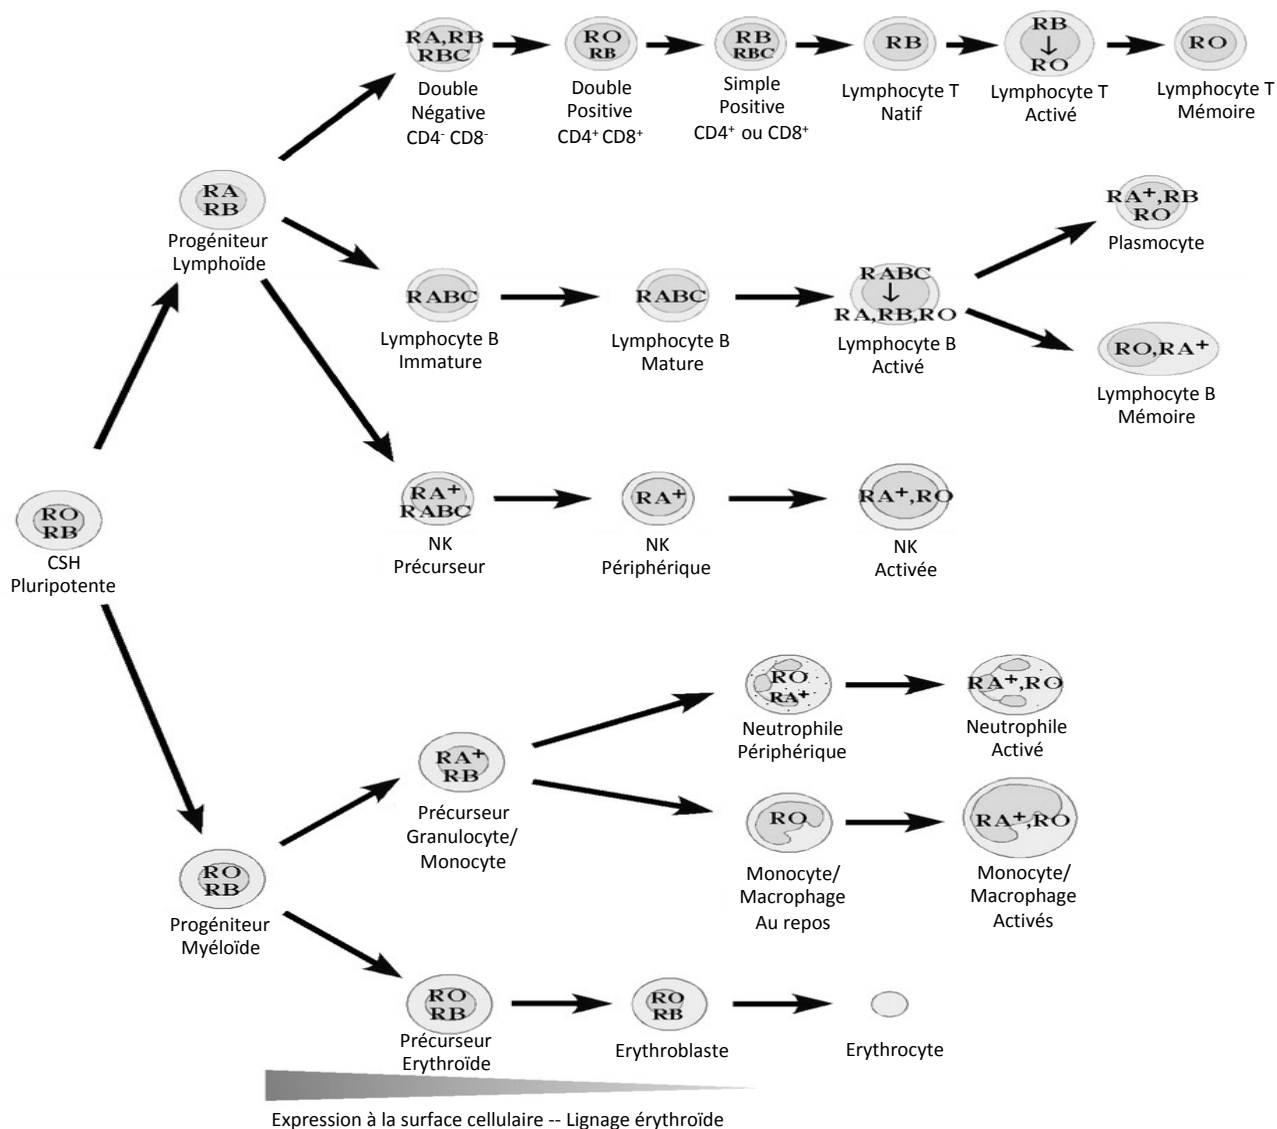 RA,RB
RBC
Double
Négative
CD4⁻ CD8⁻
RO
RB
Double
Positive
CD4⁺ CD8⁺
RB
RBC
Simple
Positive
CD4⁺ ou CD8⁺
RB
Lymphocyte T
Natif
RB
RO
Lymphocyte T
Activé
RO
Lymphocyte T
Mémoire
RA
RB
Progéniteur
Lymphoïde
RABC
Lymphocyte B
Immature
RABC
Lymphocyte B
Mature
RABC
RA,RB,RO
Lymphocyte B
Activé
RA⁺,RB
RO
Plasmocyte
RO,RA⁺
Lymphocyte B
Mémoire
RA⁺
RABC
NK
Précurseur
RA⁺
NK
Périphérique
RA⁺,RO
NK
Activée
RO
RB
CSH
Pluripotente
RO
RB
Progéniteur
Myéloïde
RA⁺
RB
Précurseur
Granulocyte/
Monocyte
RO
RA⁺
Neutrophile
Périphérique
RA⁺,RO
Neutrophile
Activé
RO
Monocyte/
Macrophage
Au repos
RA⁺,RO
Monocyte/
Macrophage
Activés
RO
RB
Précurseur
Erythroïde
RO
RB
Erythroblaste
Erythrocyte
Expression à la surface cellulaire -- Lignage érythroïde